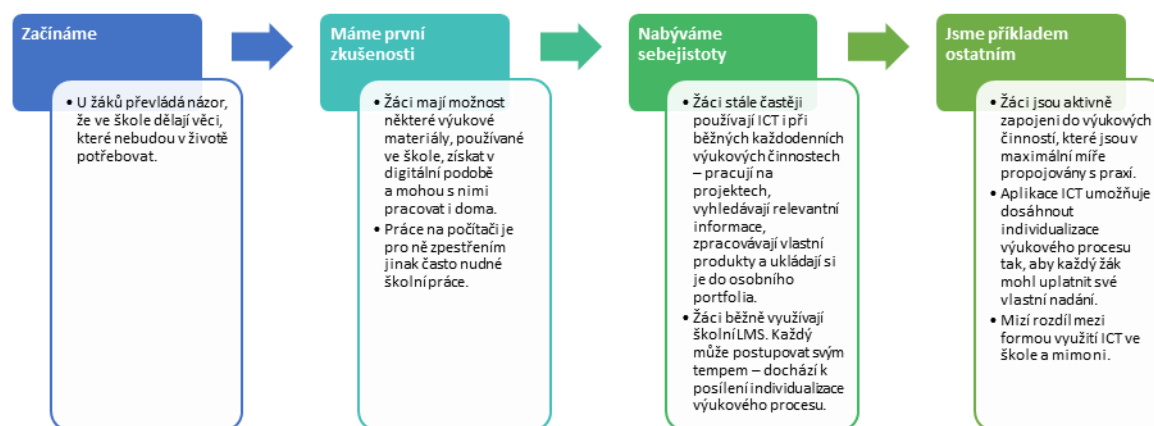 Začínáme
• U žáků převládá názor,
že ve škole dělají věci,
které nebudou v životě
potřebovat.
Máme první
zkušenosti
• Žáci mají možnost
některé výukové
materiály, používané
ve škole, získat v
digitální podobě
a mohou s nimi
pracovat i doma.
• Práce na počítači je
pro ně zpestřením
jinak často nudné
školní práce.
Nabýváme
sebejistoty
• Žáci stále častěji
používají ICT i při
běžných každodenních
výukových činnostech
– pracují na
projektech,
vyhledávají relevantní
informace,
zpracovávají vlastní
produkty a ukládají si
je do osobního
portfolia.
• Žáci běžně využívají
školní LMS. Každý
může postupovat svým
tempem – dochází k
posílení individualizace
výukového procesu.
Jsme příkladem
ostatním
• Žáci jsou aktivně
zapojeni do výukových
činností, které jsou v
maximální míře
propojovány s praxí.
• Aplikace ICT umožňuje
dosáhnout
individualizace
výukového procesu
tak, aby každý žák
mohl uplatnit své
vlastní nadání.
• Mizí rozdíl mezi
formou využití ICT ve
škole a mimo ni.